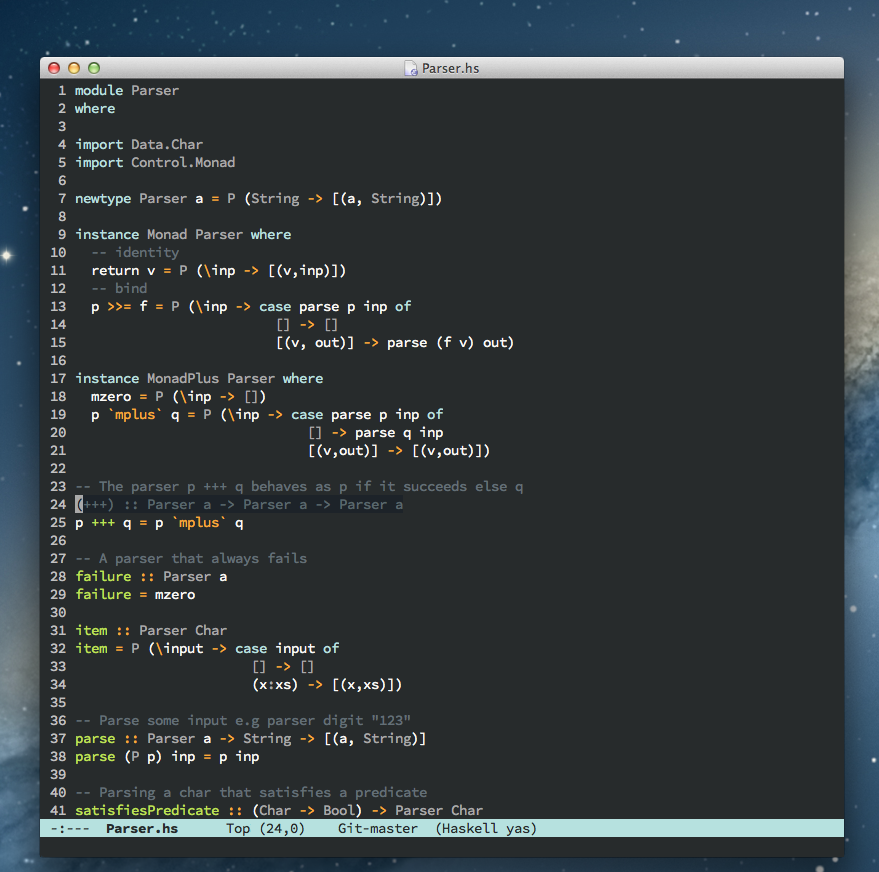 Parser.hs
1 module Parser
2 where
3
4 import Data.Char
5 import Control.Monad
6
7 newtype Parser a = P (String -> [(a, String)])
8
9 instance Monad Parser where
10   -- identity
11   return v = P (\inp -> [(v,inp)])
12   -- bind
13   p >>= f = P (\inp -> case parse p inp of
14                          [] -> []
15                          [(v, out)] -> parse (f v) out)
16
17 instance MonadPlus Parser where
18   mzero = P (\inp -> [])
19   p `mplus` q = P (\inp -> case parse p inp of
20                              [] -> parse q inp
21                              [(v,out)] -> [(v,out)])
22
23 -- The parser p +++ q behaves as p if it succeeds else q
24 (+++) :: Parser a -> Parser a -> Parser a
25 p +++ q = p `mplus` q
26
27 -- A parser that always fails
28 failure :: Parser a
29 failure = mzero
30
31 item :: Parser Char
32 item = P (\input -> case input of
33                       [] -> []
34                       (x:xs) -> [(x,xs)])
35
36 -- Parse some input e.g parser digit "123"
37 parse :: Parser a -> String -> [(a, String)]
38 parse (P p) inp = p inp
39
40 -- Parsing a char that satisfies a predicate
41 satisfiesPredicate :: (Char -> Bool) -> Parser Char
-:---  Parser.hs      Top (24,0)    Git-master  (Haskell yas)